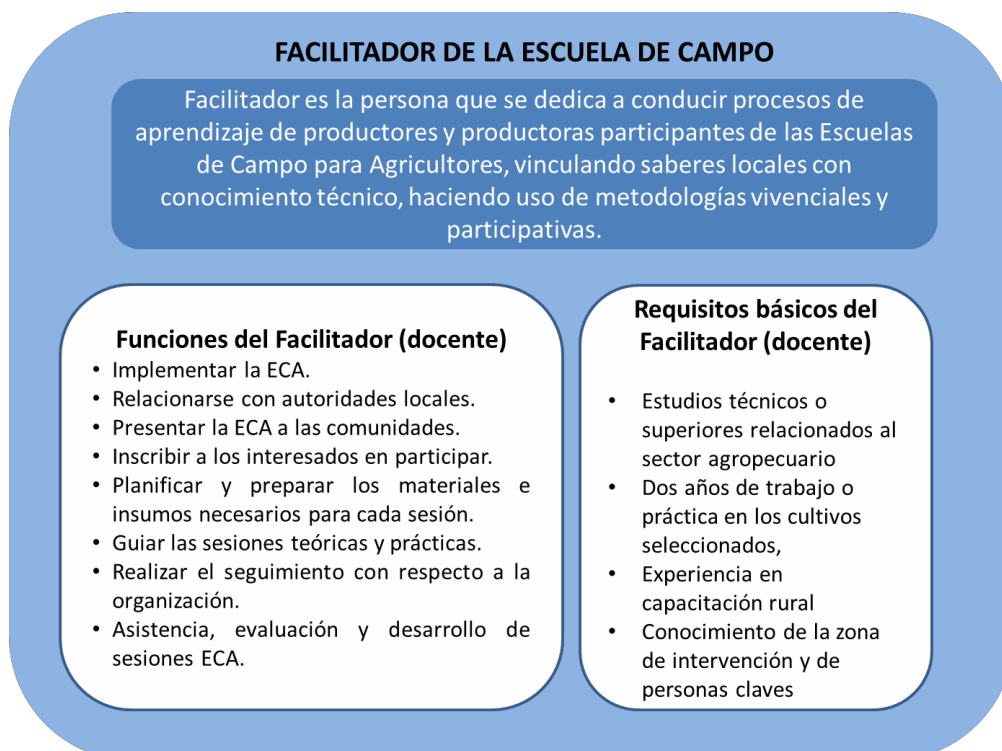 FACILITADOR DE LA ESCUELA DE CAMPO
Facilitador es la persona que se dedica a conducir procesos de
aprendizaje de productores y productoras participantes de las Escuelas
de Campo para Agricultores, vinculando saberes locales con
conocimiento técnico, haciendo uso de metodologías vivenciales y
participativas.
Funciones del Facilitador (docente)
• Implementar la ECA.
• Relacionarse con autoridades locales.
• Presentar la ECA a las comunidades.
• Inscribir a los interesados en participar.
• Planificar y preparar los materiales e
insumos necesarios para cada sesión.
• Guiar las sesiones teóricas y prácticas.
• Realizar el seguimiento con respecto a la
organización.
• Asistencia, evaluación y desarrollo de
sesiones ECA.
Requisitos básicos del
Facilitador (docente)
• Estudios técnicos o
superiores relacionados al
sector agropecuario
• Dos años de trabajo o
práctica en los cultivos
seleccionados,
• Experiencia en
capacitación rural
• Conocimiento de la zona
de intervención y de
personas claves